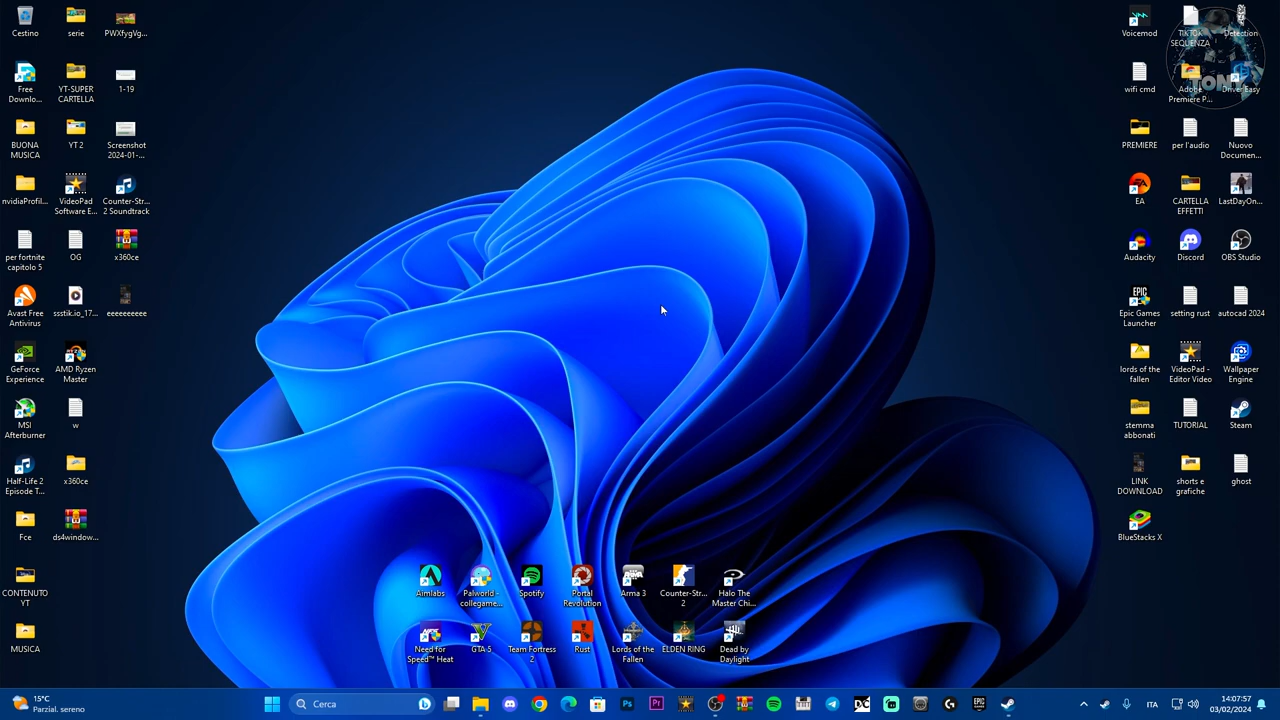 Cestino
serie
PWXfygVg...
Free
Downlo...
YT-SUPER
CARTELLA
1-19
BUONA
MUSICA
YT 2
Screenshot
2024-01-...
nvidiaProfil...
VideoPad
Software E...
Counter-Str...
2 Soundtrack
per fortnite
capitolo 5
OG
x360ce
Avast Free
Antivirus
ssstik.io_17...
eeeeeeeeee
GeForce
Experience
AMD Ryzen
Master
MSI
Afterburner
w
Half-Life 2
Episode T...
x360ce
Fce
ds4window...
CONTENUTO
YT
MUSICA
Voicemod
TIKTOK
SEQUENZA
Detection
wifi cmd
Adobe
Premiere P...
Driver Easy
TONY
PREMIERE
per l'audio
Nuovo
Documen...
EA
CARTELLA
EFFETTI
LastDayOn...
Audacity
Discord
OBS Studio
Epic Games
Launcher
setting rust
autocad 2024
lords of the
fallen
VideoPad -
Editor Video
Wallpaper
Engine
stemma
abbonati
TUTORIAL
Steam
LINK
DOWNLOAD
shorts e
grafiche
ghost
BlueStacks X
Aimlabs
Palworld -
collegame...
Spotify
Portal
Revolution
Arma 3
Counter-Str...
2
Halo The
Master Chi...
Need for
Speed™ Heat
GTA 5
Team Fortress
2
Rust
Lords of the
Fallen
ELDEN RING
Dead by
Daylight
15°C
Parzial. sereno
Cerca
ITA
14:07:57
03/02/2024